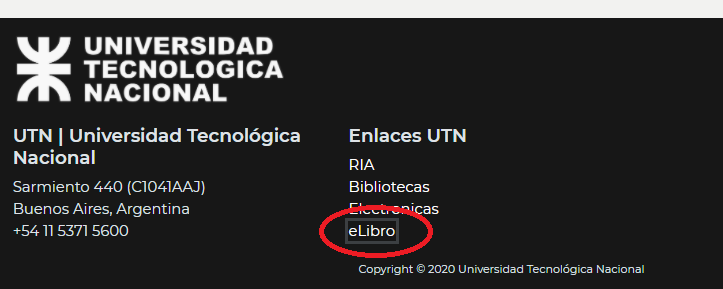 UNIVERSIDAD
TECNOLOGICA
NACIONAL
UTN | Universidad Tecnológica
Nacional
Sarmiento 440 (C1041AAJ)
Buenos Aires, Argentina
+54 11 5371 5600
Enlaces UTN
RIA
Bibliotecas
Electronicas
eLibro
Copyright © 2020 Universidad Tecnológica Nacional